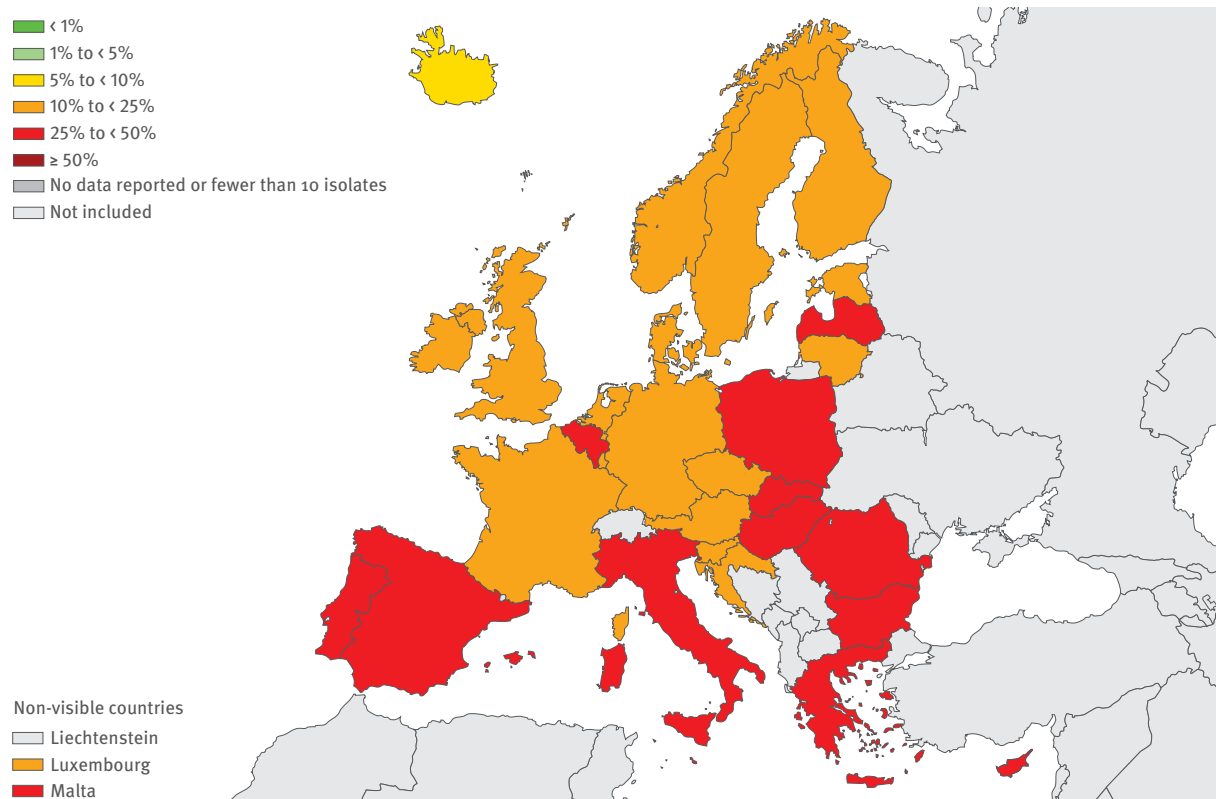 < 1%
1% to < 5%
5% to < 10%
10% to < 25%
25% to < 50%
≥ 50%
No data reported or fewer than 10 isolates
Not included
Non-visible countries
Liechtenstein
Luxembourg
Malta